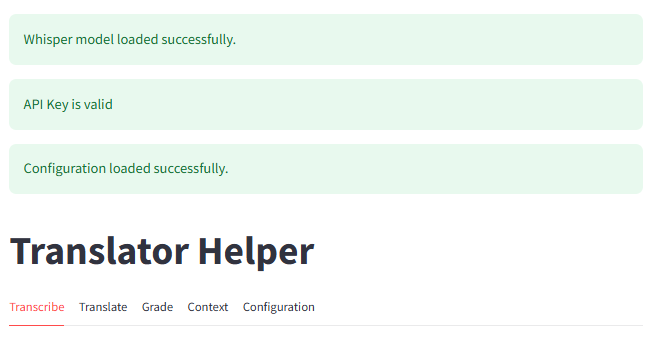 Whisper model loaded successfully.
API Key is valid
Configuration loaded successfully.
Translator Helper
Transcribe Translate Grade Context Configuration